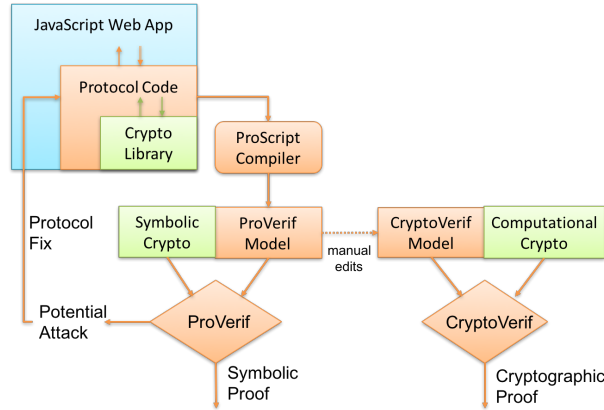 JavaScript Web App
Protocol Code
Crypto
Library
ProScript
Compiler
Protocol
Fix
Symbolic
Crypto
ProVerif
Model
manual
edits
CryptoVerif
Model
Computational
Crypto
Potential
Attack
ProVerif
CryptoVerif
Symbolic
Proof
Cryptographic
Proof